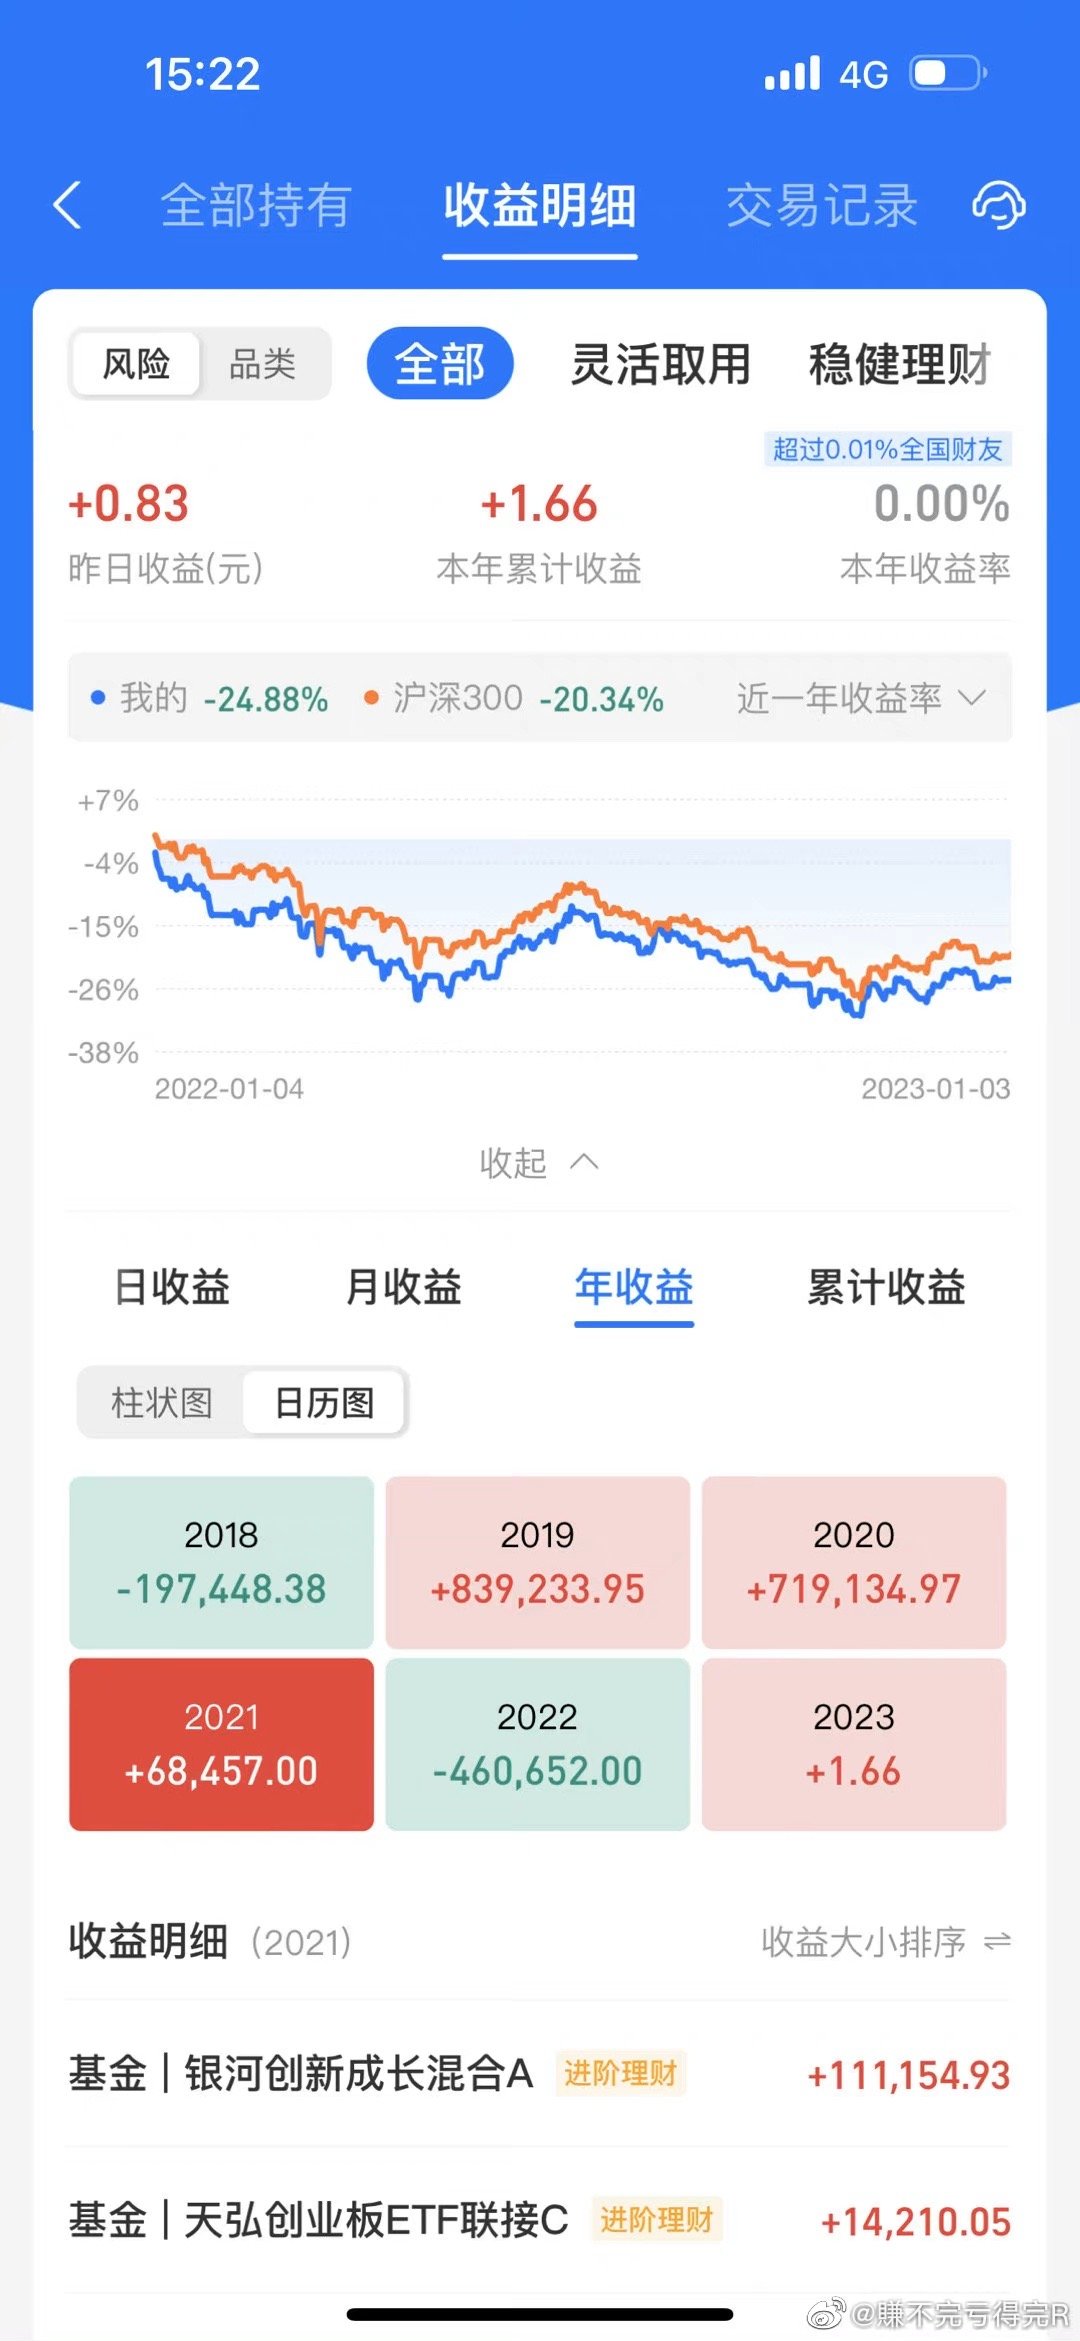 15:22 4G
全部持有 收益明细 交易记录
风险 品类 全部 灵活取用 稳健理财
超过0.01%全国财友
+0.83 +1.66 0.00%
昨日收益(元) 本年累计收益 本年收益率
我的 -24.88% 沪深300 -20.34% 近一年收益率
+7%
-4%
-15%
-26%
-38%
2022-01-04 2023-01-03
收起
日收益 月收益 年收益 累计收益
柱状图 日历图
2018 2019 2020
-197,448.38 +839,233.95 +719,134.97
2021 2022 2023
+68,457.00 -460,652.00 +1.66
收益明细 (2021) 收益大小排序
基金 | 银河创新成长混合A 进阶理财 +111,154.93
基金 | 天弘创业板ETF联接C 进阶理财 +14,210.05
@賺不完亏得完R